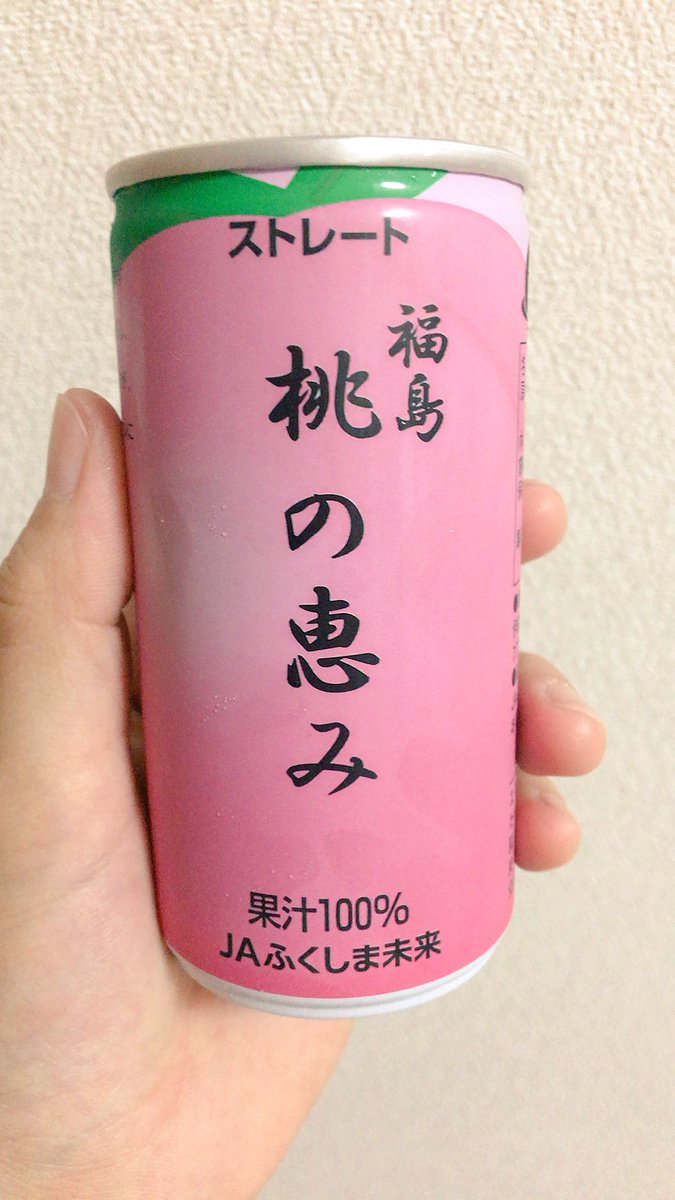 ストレート
福島
桃の恵み
果汁100%
JAふくしま未来